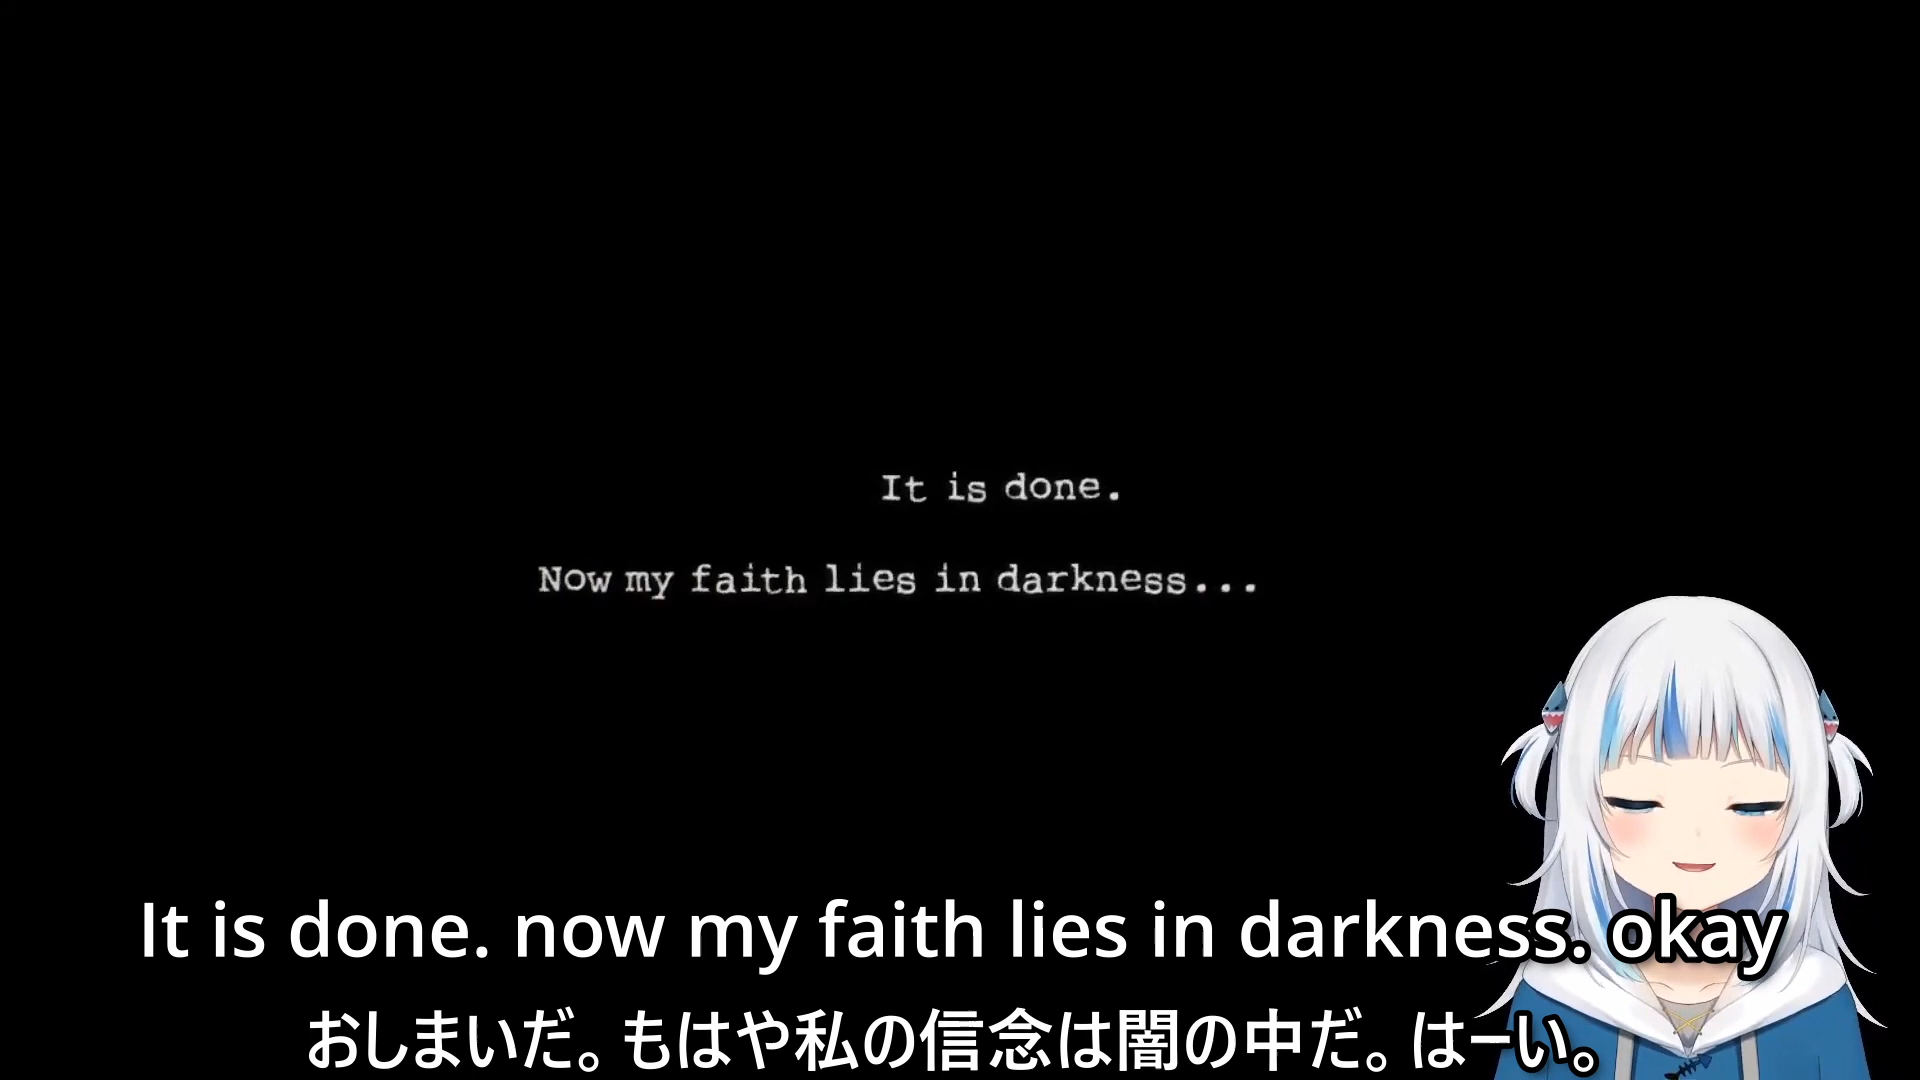 It is done.
Now my faith lies in darkness...
It is done. now my faith lies in darkness. okay
おしまいだ。もはや私の信念は闇の中だ。はーい。